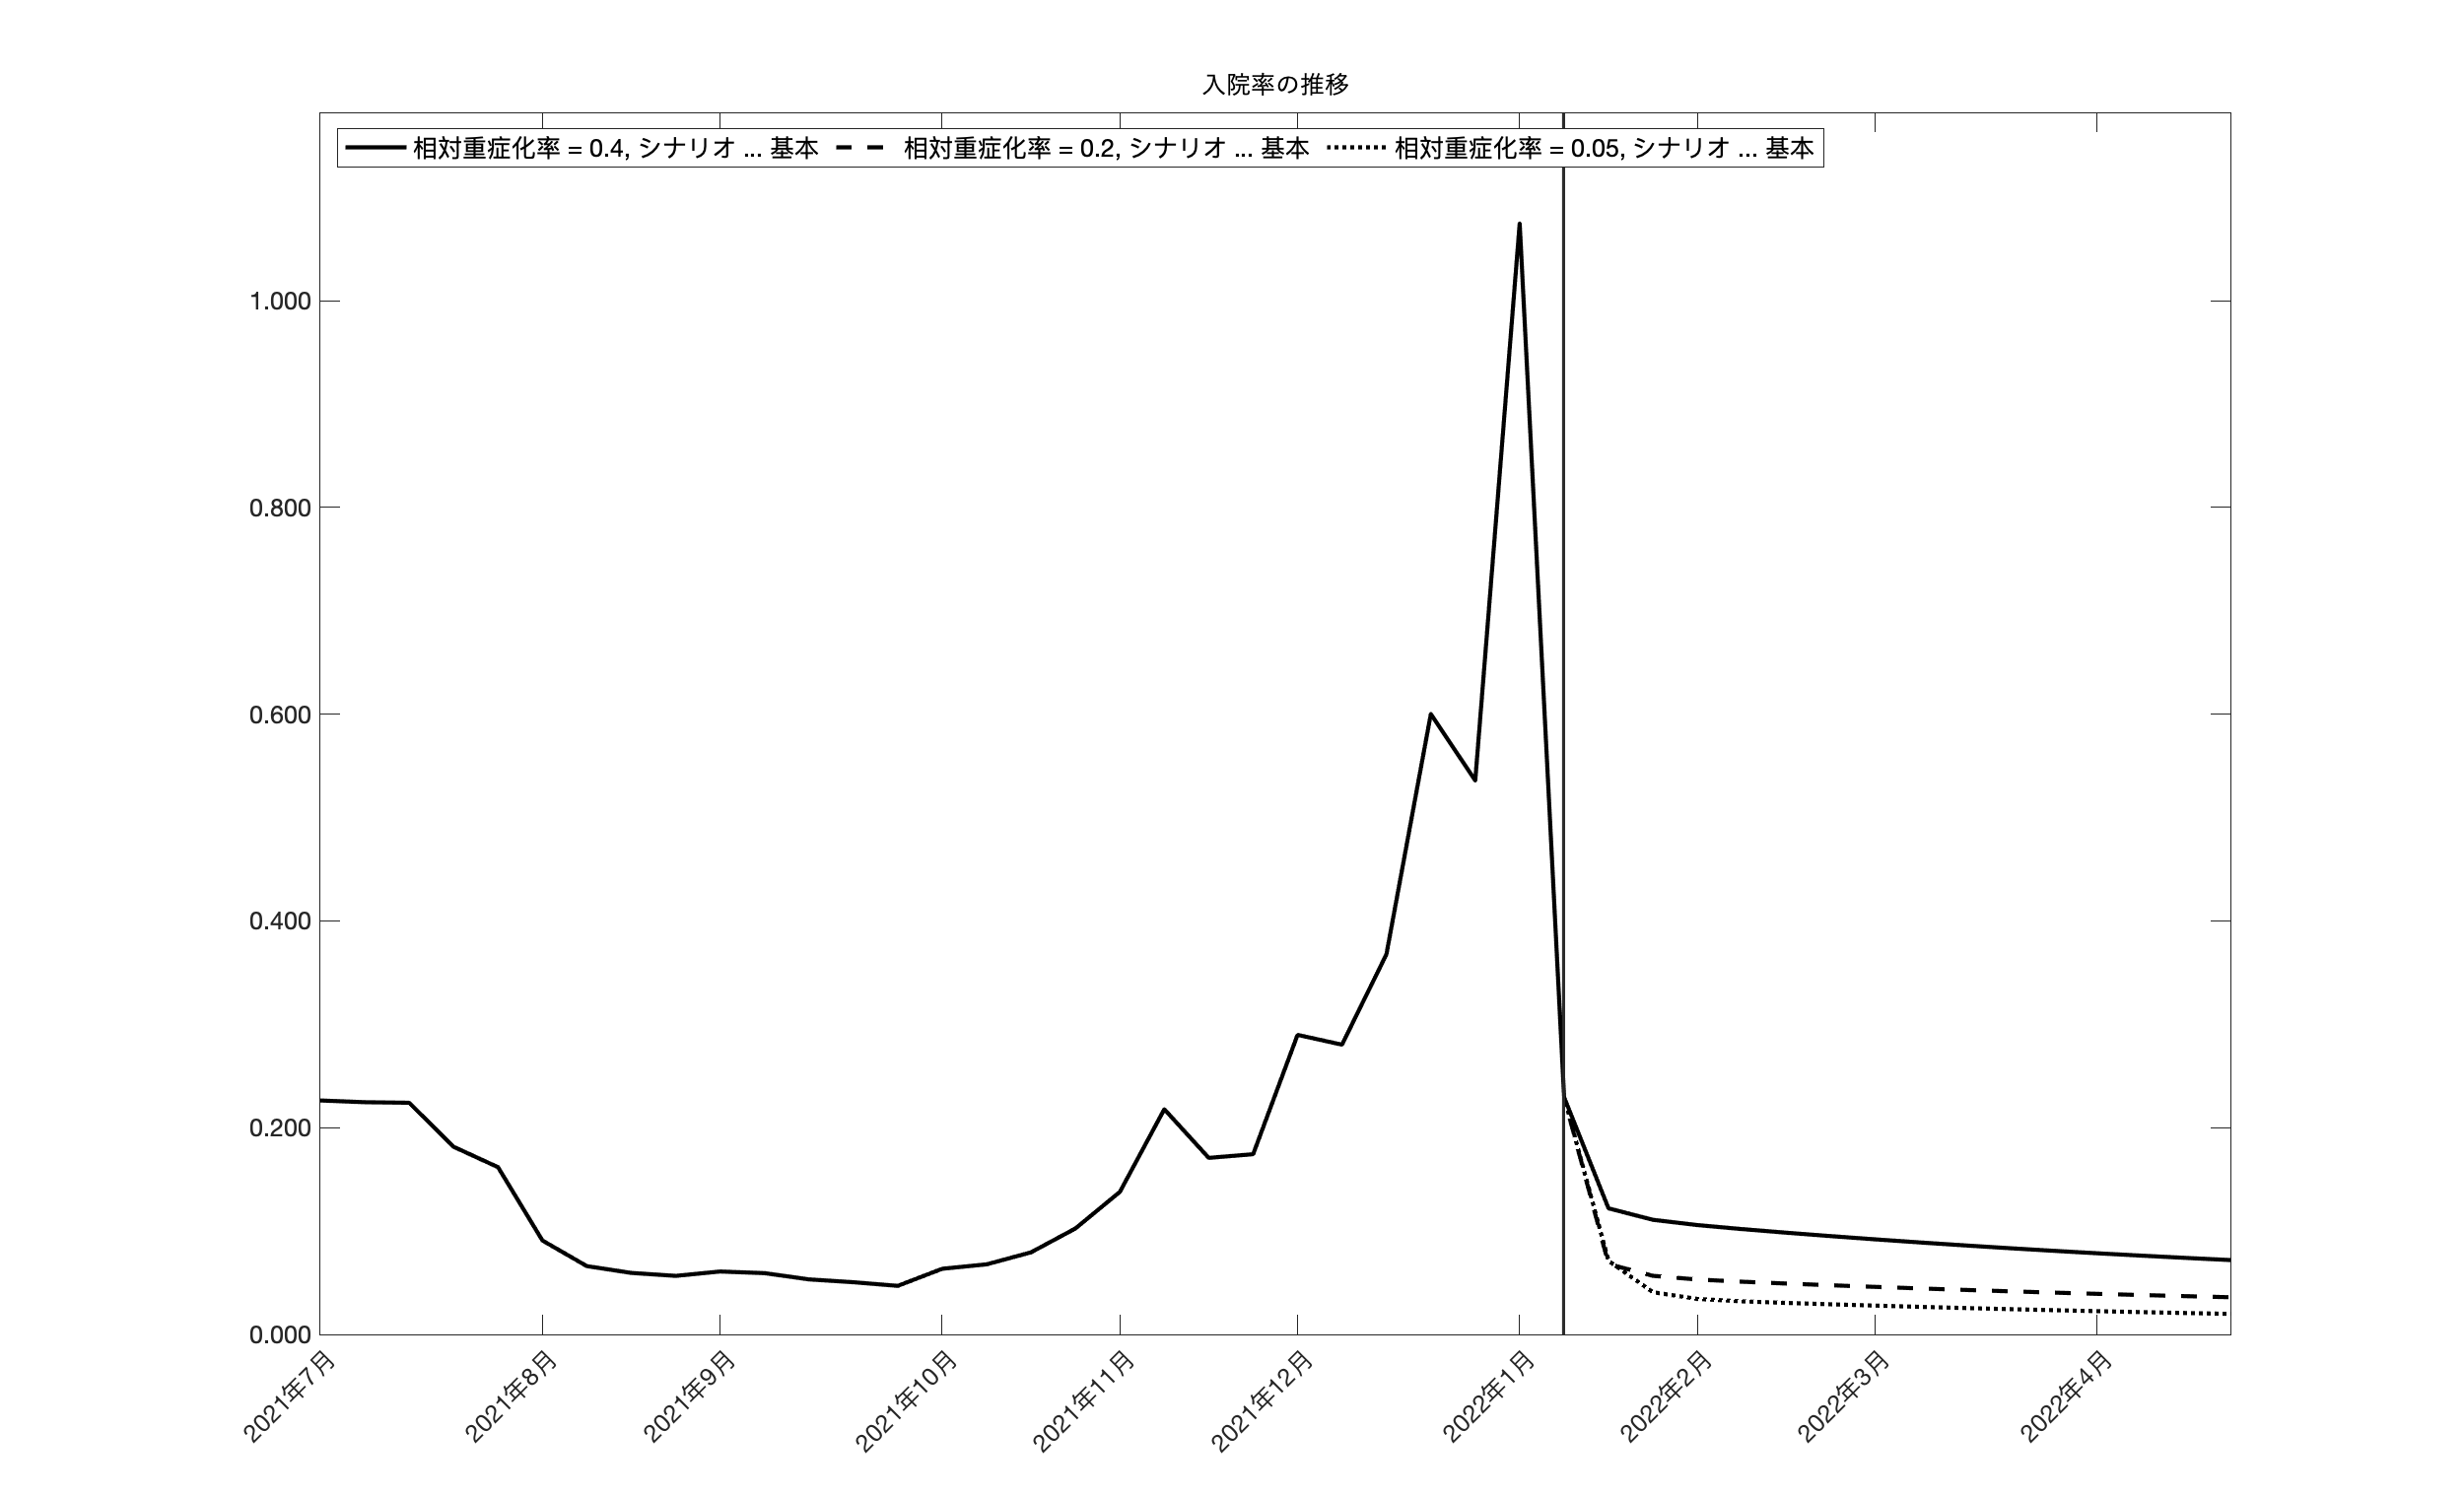 入院率の推移
相対重症化率 = 0.4, シナリオ ... 基本 相対重症化率 = 0.2, シナリオ ... 基本 相対重症化率 = 0.05, シナリオ ... 基本
1.000
0.800
0.600
0.400
0.200
0.000
2021年7月 2021年8月 2021年9月 2021年10月 2021年11月 2021年12月 2022年1月 2022年2月 2022年3月 2022年4月